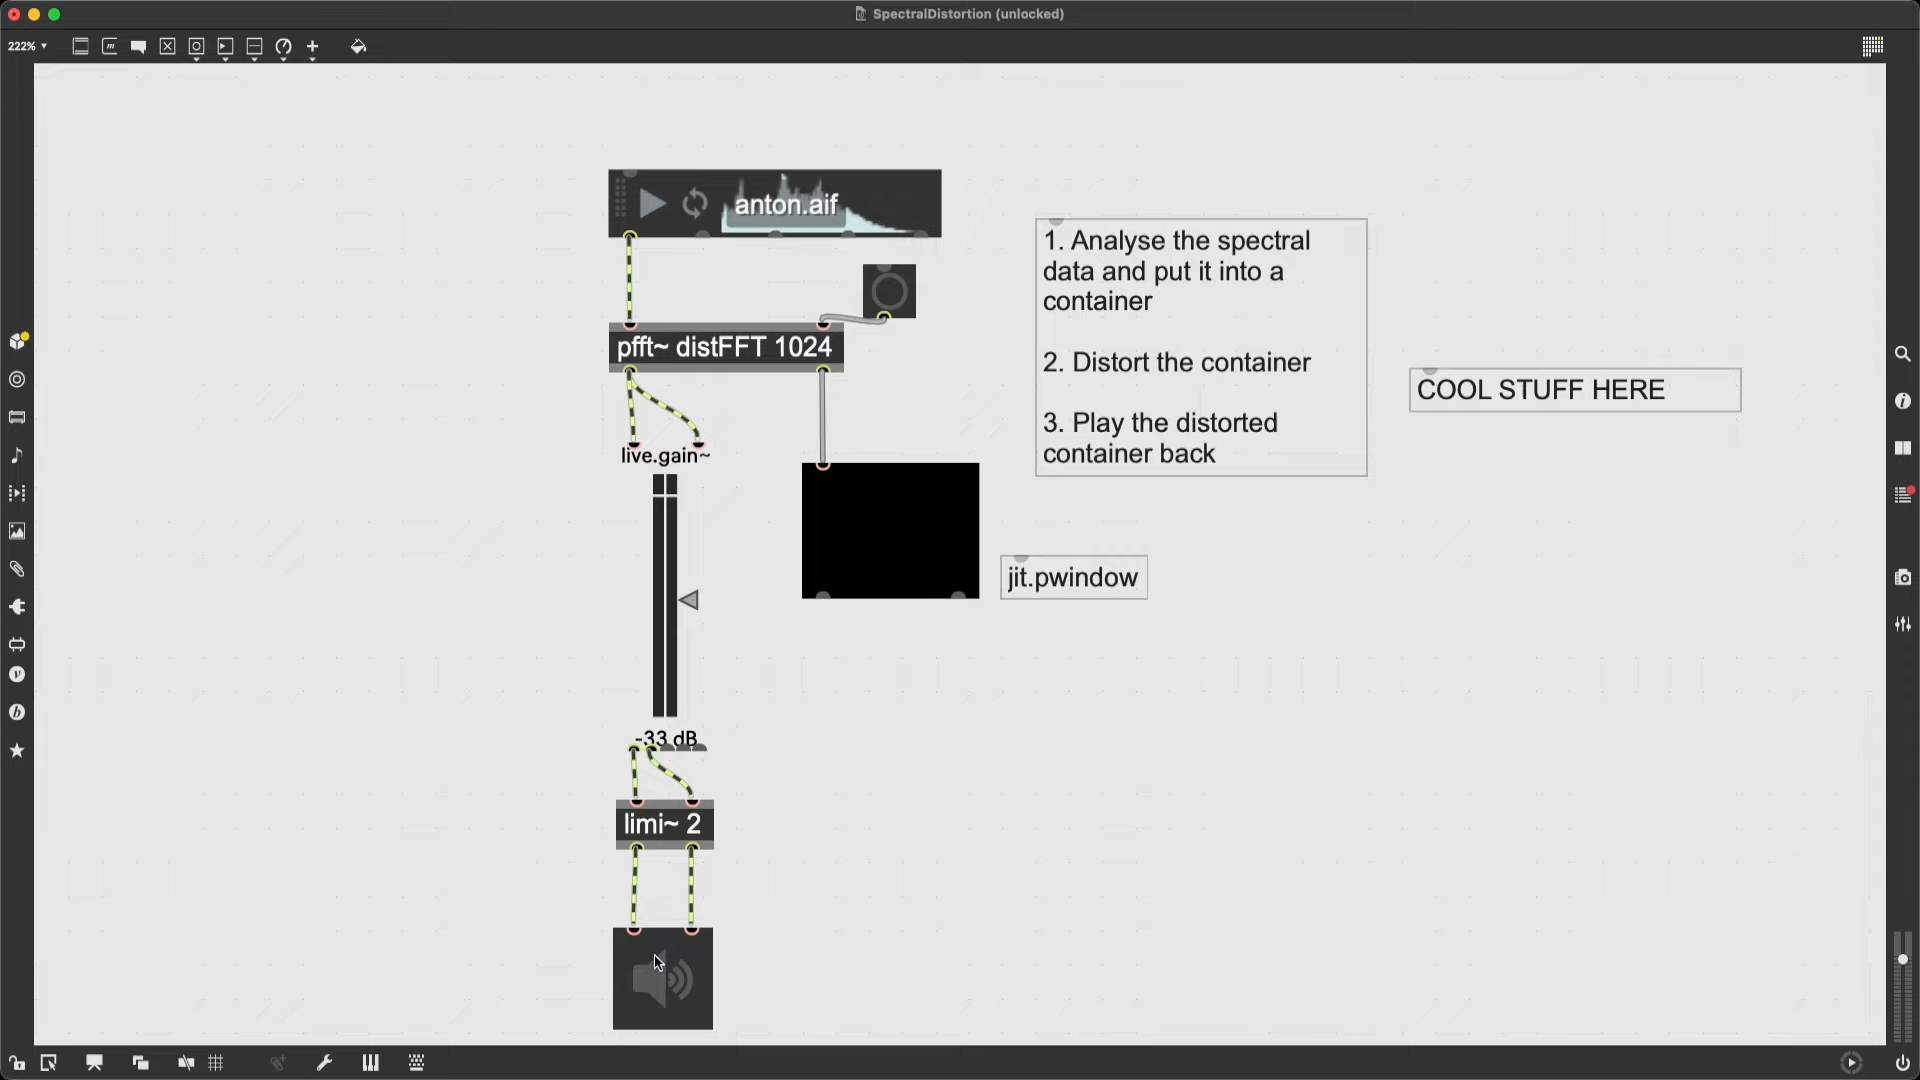 SpectralDistortion (unlocked)
222%
anton.aif
1. Analyse the spectral
data and put it into a
container
2. Distort the container
3. Play the distorted
container back
pfft~ distFFT 1024
COOL STUFF HERE
live.gain~
jit.pwindow
-33 dB
limi~ 2